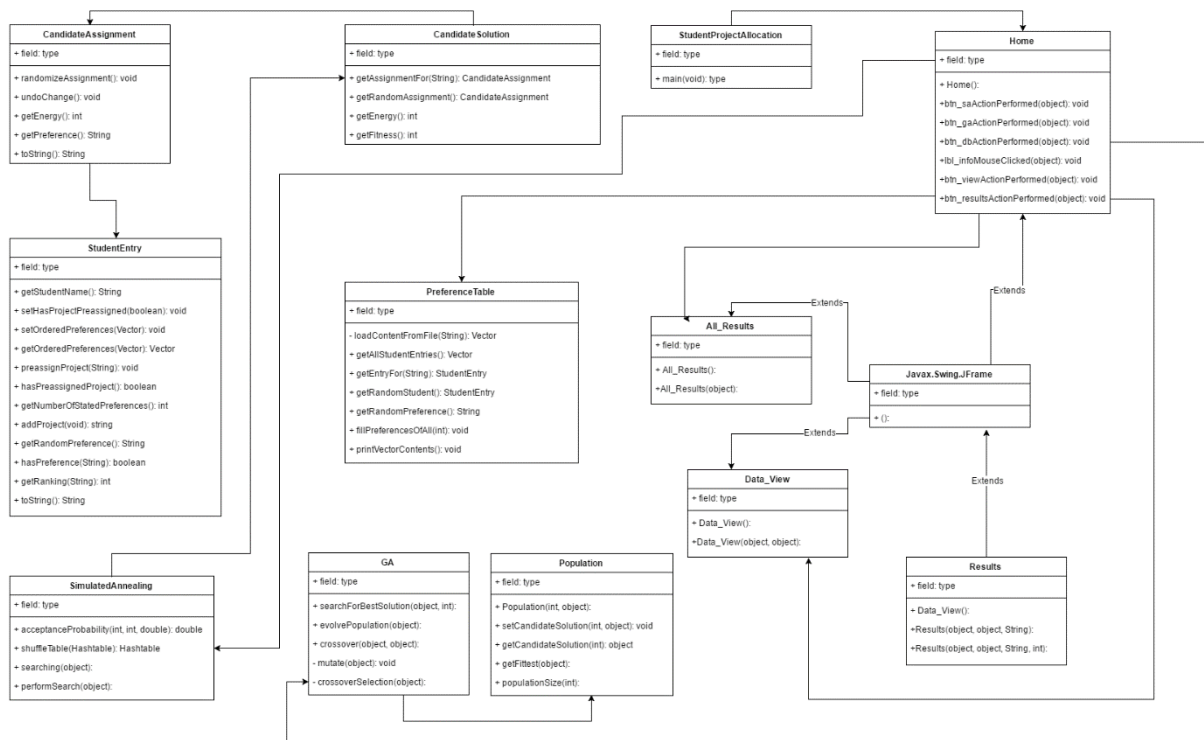 CandidateAssignment
+ field: type
+ randomizeAssignment(): void
+ undoChange(): void
+ getEnergy(): int
+ getPreference(): String
+ toString(): String
CandidateSolution
+ field: type
+ getAssignmentFor(String): CandidateAssignment
+ getRandomAssignment(): CandidateAssignment
+ getEnergy(): int
+ getFitness(): int
StudentProjectAllocation
+ field: type
+ main(void): type
Home
+ field: type
+ Home():
+btn_saActionPerformed(object): void
+btn_gaActionPerformed(object): void
+btn_dbActionPerformed(object): void
+lbl_infoMouseClicked(object): void
+btn_viewActionPerformed(object): void
+btn_resultsActionPerformed(object): void
StudentEntry
+ field: type
+ getStudentName(): String
+ setHasProjectPreassigned(boolean): void
+ setOrderedPreferences(Vector): void
+ getOrderedPreferences(Vector): Vector
+ preassignProject(String): void
+ hasPreassignedProject(): boolean
+ getNumberOfStatedPreferences(): int
+ addProject(void): string
+ getRandomPreference(): String
+ hasPreference(String): boolean
+ getRanking(String): int
+ toString(): String
PreferenceTable
+ field: type
- loadContentFromFile(String): Vector
+ getAllStudentEntries(): Vector
+ getEntryFor(String): StudentEntry
+ getRandomStudent(): StudentEntry
+ getRandomPreference(): String
+ fillPreferencesOfAll(int): void
+ printVectorContents(): void
All_Results
+ field: type
+ All_Results():
+All_Results(object):
Extends
Javax.Swing.JFrame
+ field: type
+ ():
Extends
Data_View
+ field: type
+ Data_View():
+Data_View(object, object):
Extends
SimulatedAnnealing
+ field: type
+ acceptanceProbability(int, int, double): double
+ shuffleTable(Hashtable): Hashtable
+ searching(object):
+ performSearch(object):
GA
+ field: type
+ searchForBestSolution(object, int):
+ evolvePopulation(object):
+ crossover(object, object):
- mutate(object): void
- crossoverSelection(object):
Population
+ field: type
+ Population(int, object):
+ setCandidateSolution(int, object): void
+ getCandidateSolution(int): object
+ getFittest(object):
+ populationSize(int):
Results
+ field: type
+ Data_View():
+Results(object, object, String):
+Results(object, object, String, int):
Extends